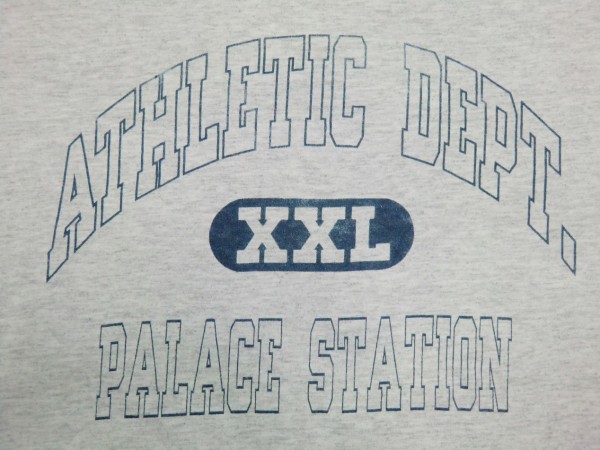 ATHLETIC DEPT.
XXL
PALACE STATION